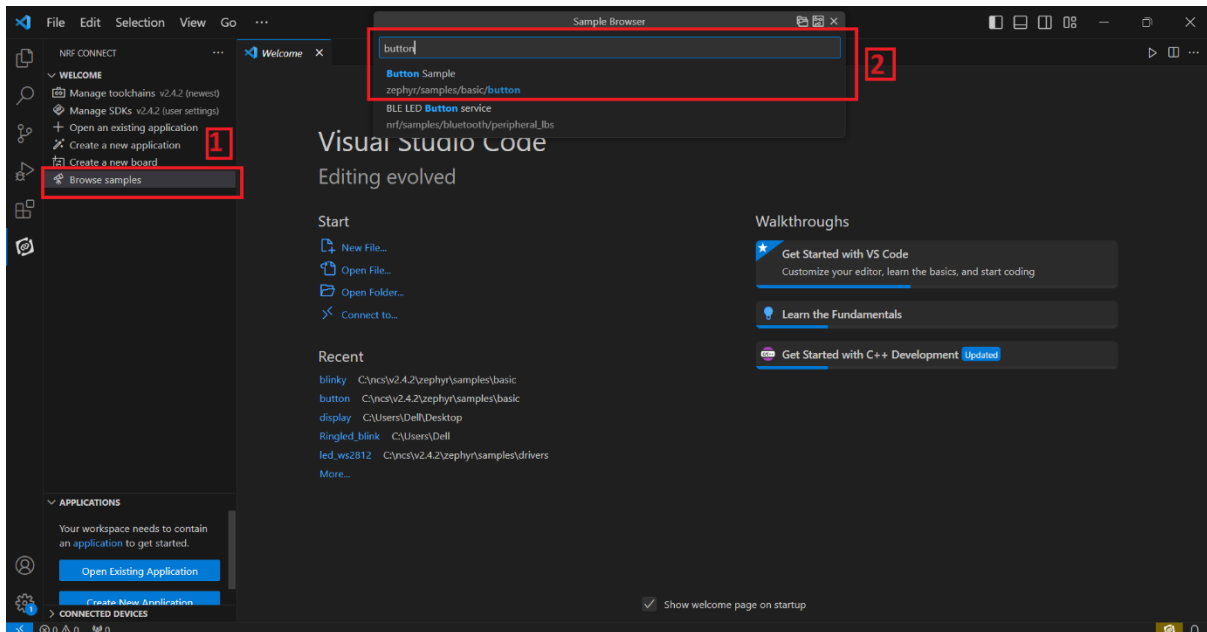 File Edit Selection View Go ...
Sample Browser
NRF CONNECT ...
Welcome
button
2
WELCOME
Manage toolchains v2.4.2 (newest)
Manage SDKs v2.4.2 (user settings)
Open an existing application
Create a new application
1
Create a new board
Browse samples
Button Sample
zephyr/samples/basic/button
BLE LED Button service
nrf/samples/bluetooth/peripheral_lbs
Visual Studio Code
Editing evolved
Start
New File...
Open File...
Open Folder...
Connect to...
Recent
blinky C:\ncs\v2.4.2\zephyr\samples\basic
button C:\ncs\v2.4.2\zephyr\samples\basic
display C:\Users\Dell\Desktop
Ringled_blink C:\Users\Dell
led_ws2812 C:\ncs\v2.4.2\zephyr\samples\drivers
More...
Walkthroughs
Get Started with VS Code
Customize your editor, learn the basics, and start coding
Learn the Fundamentals
C++ Get Started with C++ Development Updated
APPLICATIONS
Your workspace needs to contain
an application to get started.
Open Existing Application
Create New Application
CONNECTED DEVICES
1
Show welcome page on startup
0 0 0